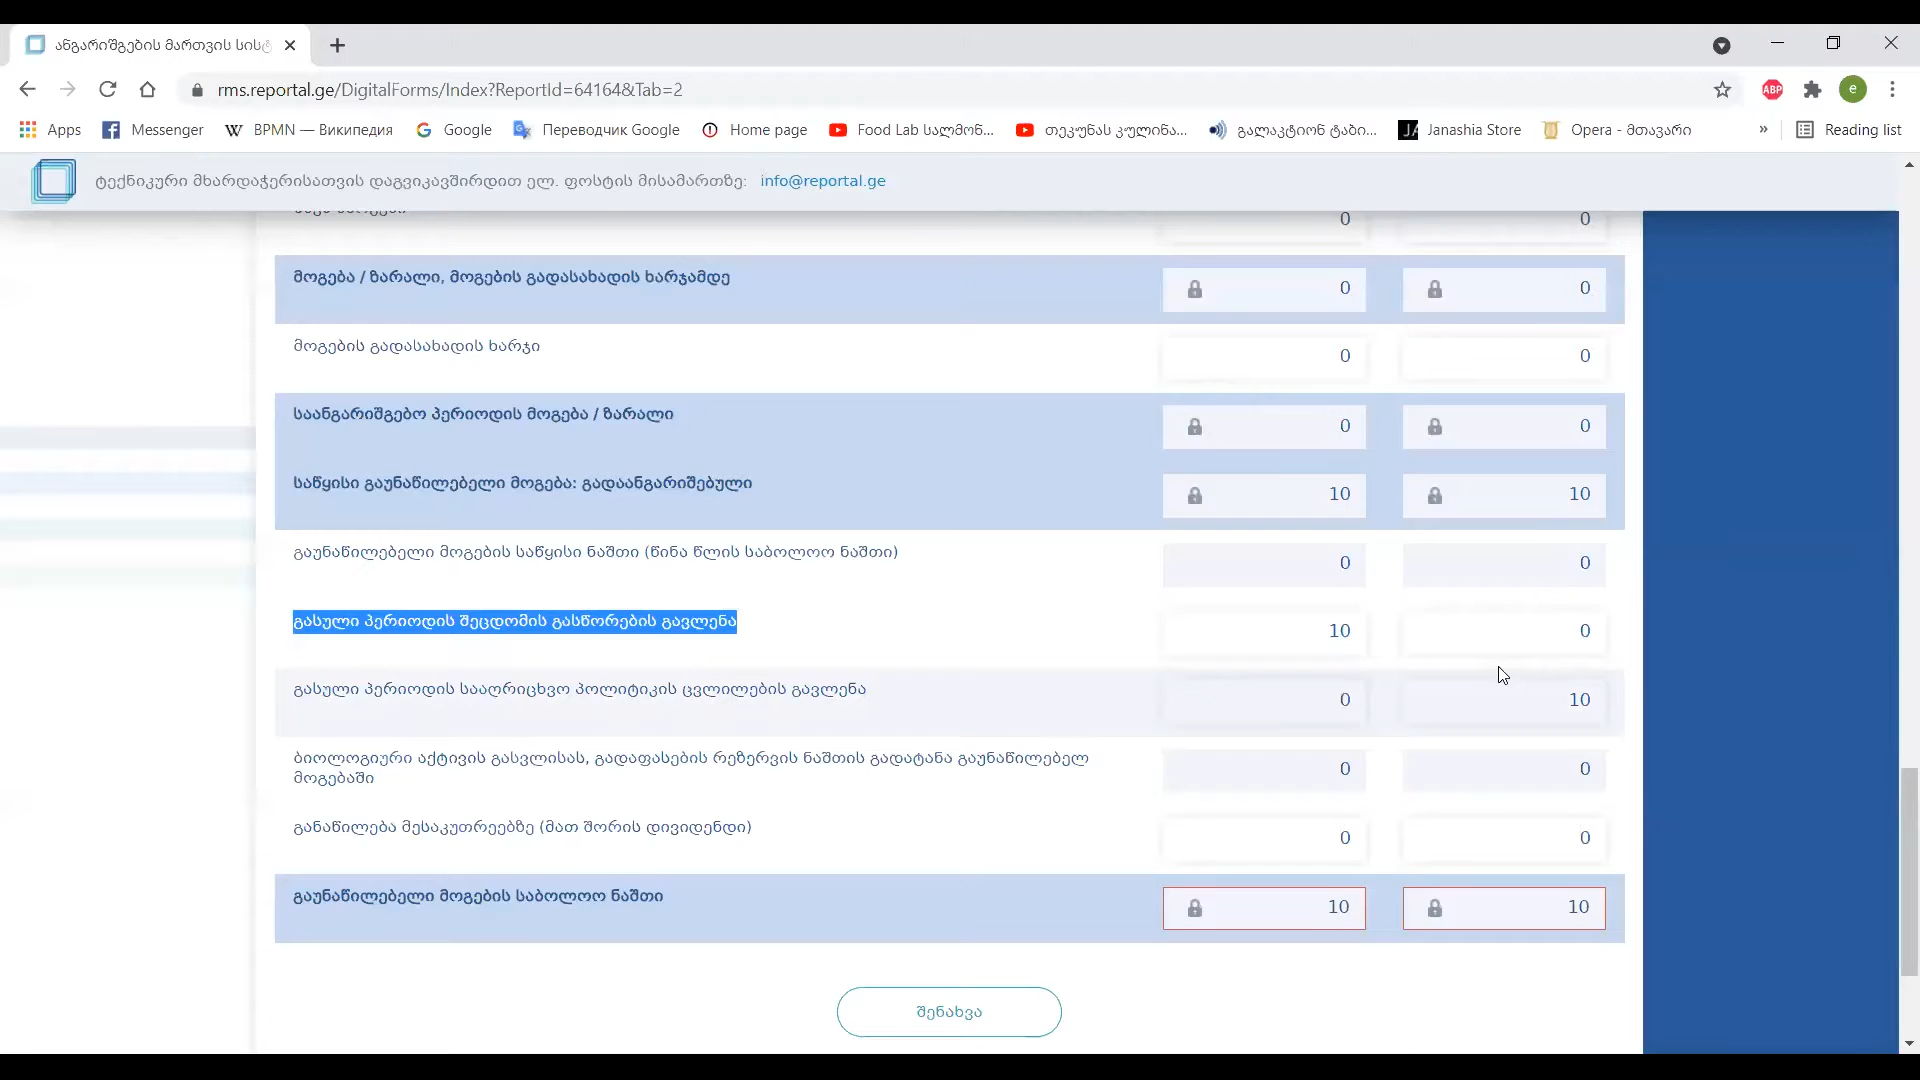 ანგარიშგების მართვის სისტ
rms.reportal.ge/DigitalForms/Index?ReportId=64164&Tab=2
ABP
e
Apps Messenger BPMN — Википедия Google Переводчик Google Home page Food Lab სალმონ... თეკუნას კულინა... გალაკტიონ ტაბი... JA Janashia Store Opera - მთავარი » Reading list
ტექნიკური მხარდაჭერისათვის დაგვიკავშირდით ელ. ფოსტის მისამართზე: info@reportal.ge
0 0
მოგება / ზარალი, მოგების გადასახადის ხარჯამდე 0 0
მოგების გადასახადის ხარჯი 0 0
საანგარიშგებო პერიოდის მოგება / ზარალი 0 0
საწყისი გაუნაწილებელი მოგება: გადაანგარიშებული 10 10
გაუნაწილებელი მოგების საწყისი ნაშთი (წინა წლის საბოლოო ნაშთი) 0 0
გასული პერიოდის შეცდომის გასწორების გავლენა 10 0
გასული პერიოდის სააღრიცხვო პოლიტიკის ცვლილების გავლენა 0 10
ბიოლოგიური აქტივის გასვლისას, გადაფასების რეზერვის ნაშთის გადატანა გაუნაწილებელ
მოგებაში 0 0
განაწილება მესაკუთრეებზე (მათ შორის დივიდენდი) 0 0
გაუნაწილებელი მოგების საბოლოო ნაშთი 10 10
შენახვა